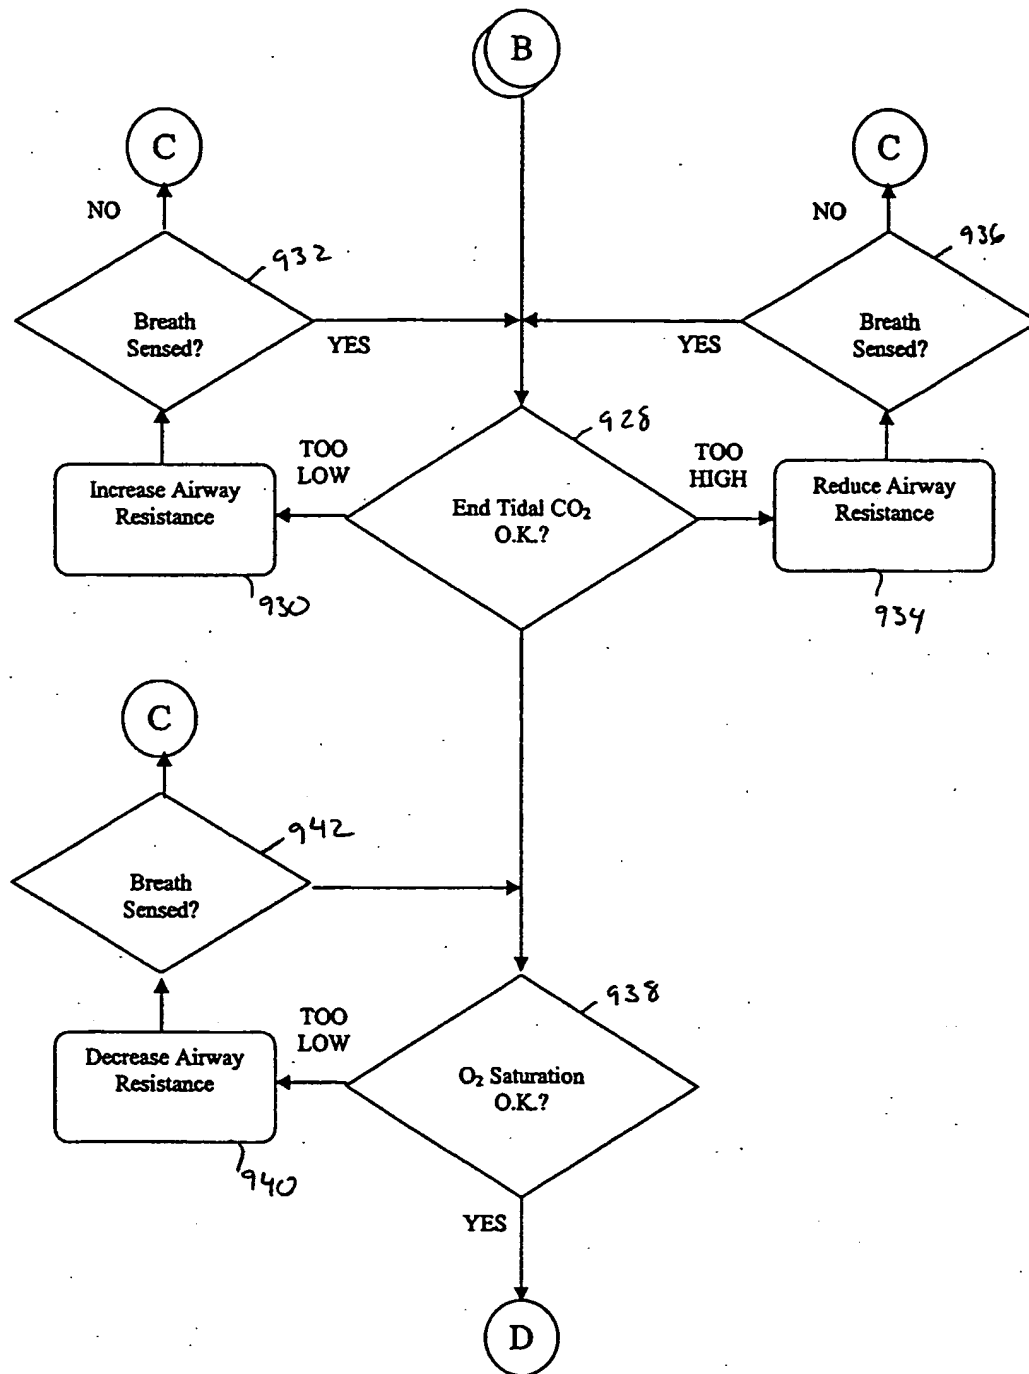 B
C
C
NO
NO
932
936
Breath
Sensed?
Breath
Sensed?
YES
YES
928
TOO
LOW
TOO
HIGH
Increase Airway
Resistance
End Tidal CO₂
O.K.?
Reduce Airway
Resistance
930
934
C
942
Breath
Sensed?
938
TOO
LOW
Decrease Airway
Resistance
O₂ Saturation
O.K.?
940
YES
D